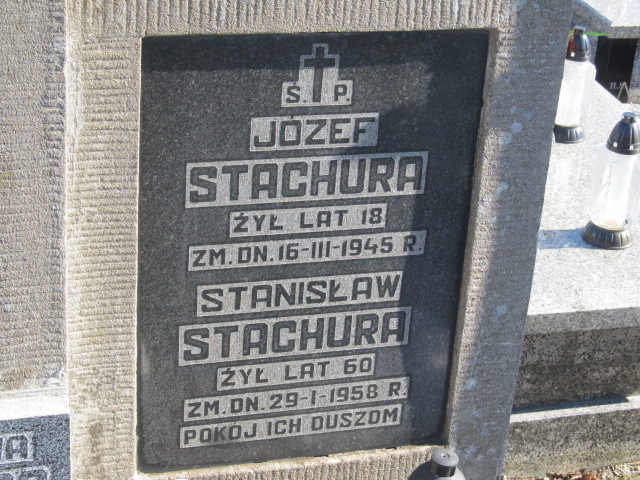 Ś. P.
JÓZEF
STACHURA
ŻYŁ LAT 18
ZM. DN. 16-III-1945 R.
STANISŁAW
STACHURA
ŻYŁ LAT 60
ZM. DN. 29-I-1958 R.
POKÓJ ICH DUSZOM